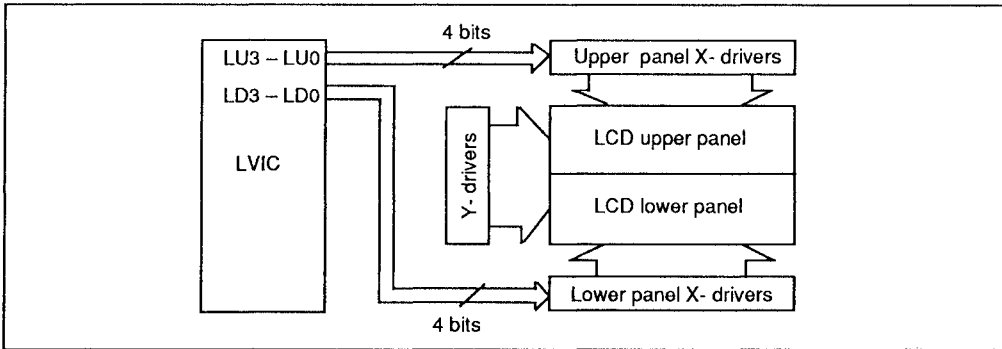 4 bits
LU3 – LU0
Upper panel X- drivers
LD3 – LD0
LVIC
Y- drivers
LCD upper panel
LCD lower panel
Lower panel X- drivers
4 bits